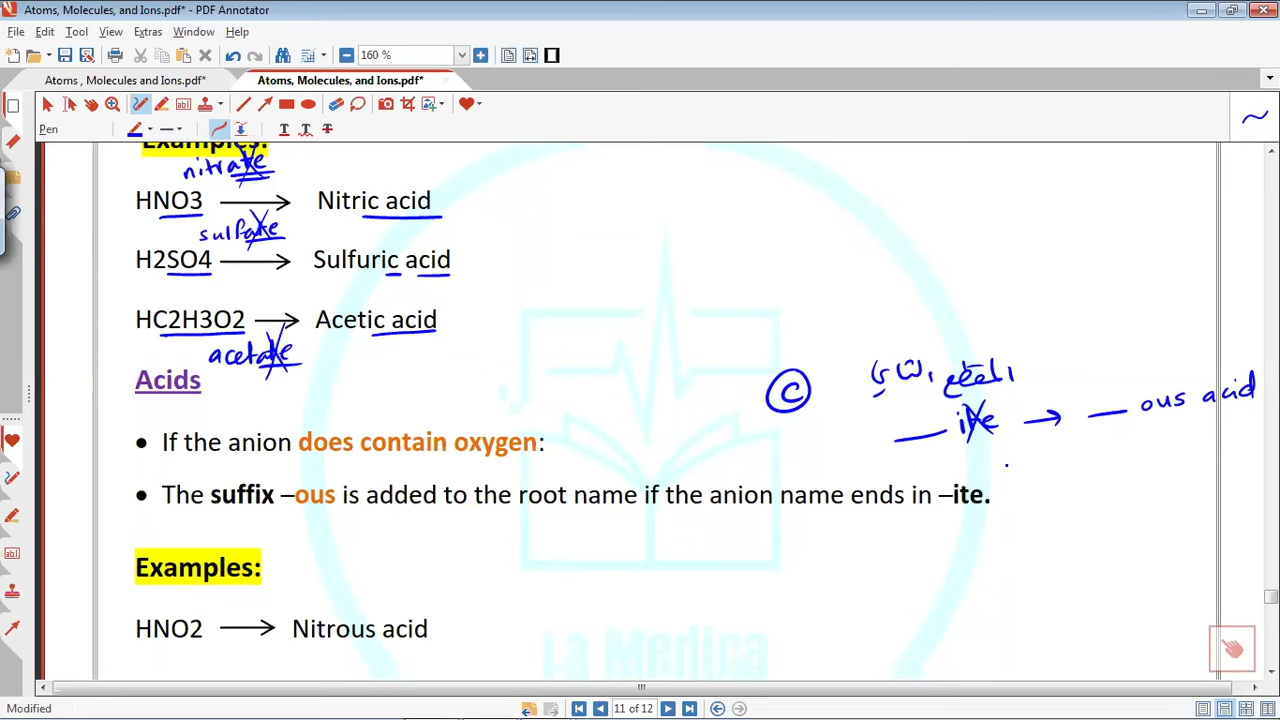 Atoms, Molecules, and Ions.pdf* - PDF Annotator
File Edit Tool View Extras Window Help
160 %
Atoms , Molecules and Ions.pdf* Atoms, Molecules, and Ions.pdf*
Pen
Examples:
nitrate
HNO3 → Nitric acid
sulfate
H2SO4 → Sulfuric acid
HC2H3O2 → Acetic acid
acetate
Acids
C
ite → — ous acid
• If the anion does contain oxygen:
• The suffix –ous is added to the root name if the anion name ends in –ite.
Examples:
HNO2 → Nitrous acid
La Medica
Modified 11 of 12